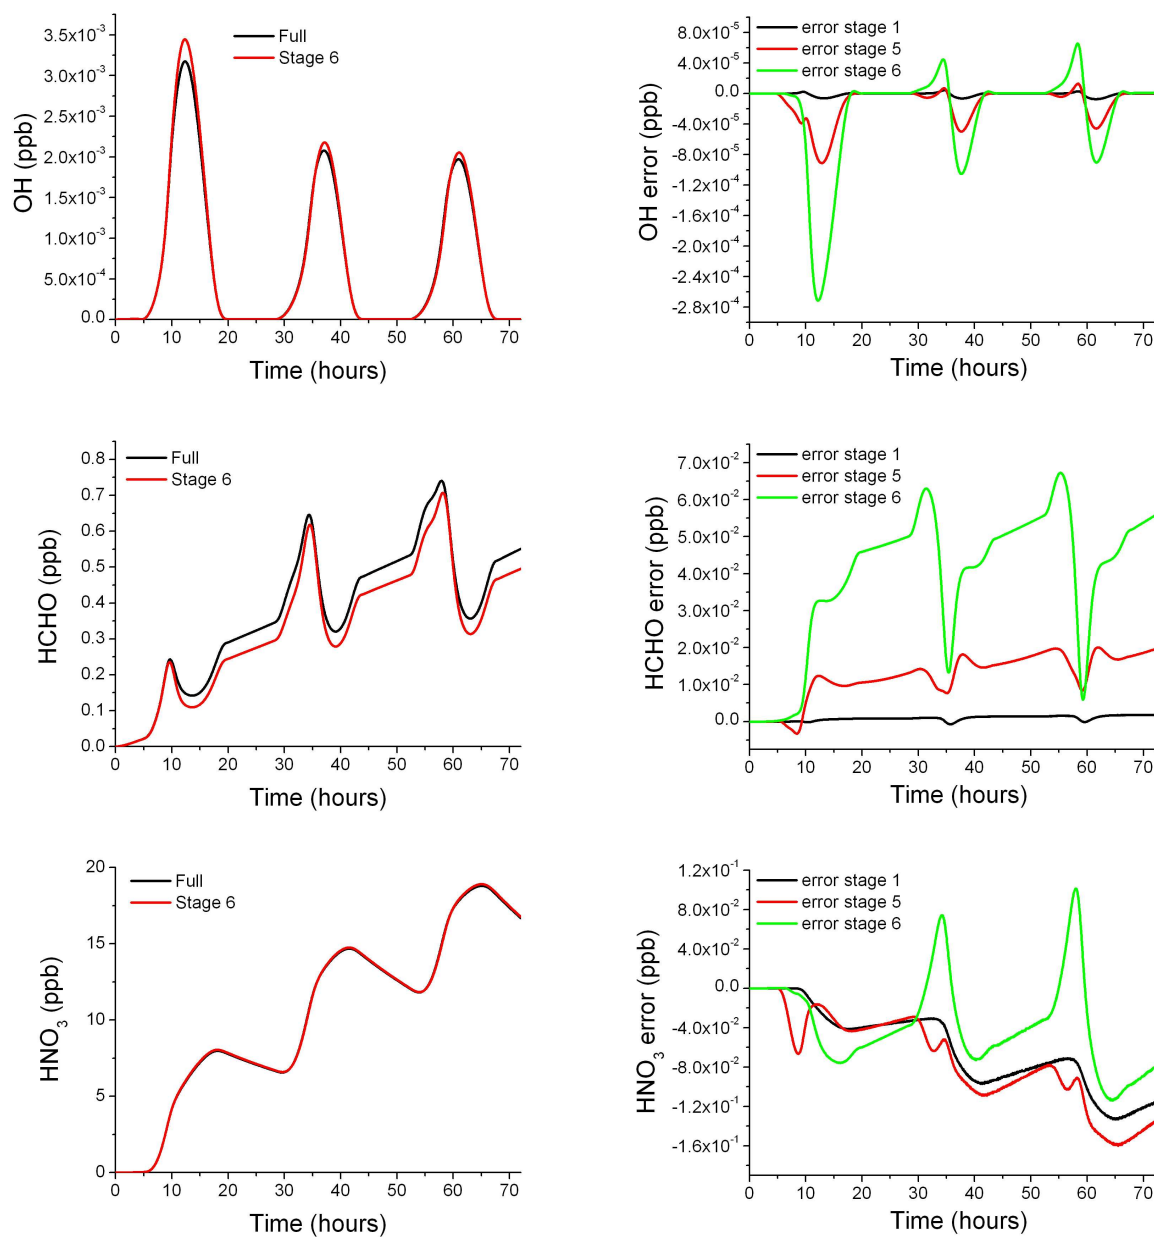 Full
Stage 6
3.5x10⁻³
3.0x10⁻³
2.5x10⁻³
2.0x10⁻³
1.5x10⁻³
1.0x10⁻³
5.0x10⁻⁴
0.0
OH (ppb)
0 10 20 30 40 50 60 70
Time (hours)
error stage 1
error stage 5
error stage 6
8.0x10⁻⁵
4.0x10⁻⁵
0.0
-4.0x10⁻⁵
-8.0x10⁻⁵
-1.2x10⁻⁴
-1.6x10⁻⁴
-2.0x10⁻⁴
-2.4x10⁻⁴
-2.8x10⁻⁴
OH error (ppb)
0 10 20 30 40 50 60 70
Time (hours)
Full
Stage 6
0.8
0.7
0.6
0.5
0.4
0.3
0.2
0.1
0.0
HCHO (ppb)
0 10 20 30 40 50 60 70
Time (hours)
error stage 1
error stage 5
error stage 6
7.0x10⁻²
6.0x10⁻²
5.0x10⁻²
4.0x10⁻²
3.0x10⁻²
2.0x10⁻²
1.0x10⁻²
0.0
HCHO error (ppb)
0 10 20 30 40 50 60 70
Time (hours)
Full
Stage 6
20
15
10
5
0
HNO₃ (ppb)
0 10 20 30 40 50 60 70
Time (hours)
error stage 1
error stage 5
error stage 6
1.2x10⁻¹
8.0x10⁻²
4.0x10⁻²
0.0
-4.0x10⁻²
-8.0x10⁻²
-1.2x10⁻¹
-1.6x10⁻¹
HNO₃ error (ppb)
0 10 20 30 40 50 60 70
Time (hours)